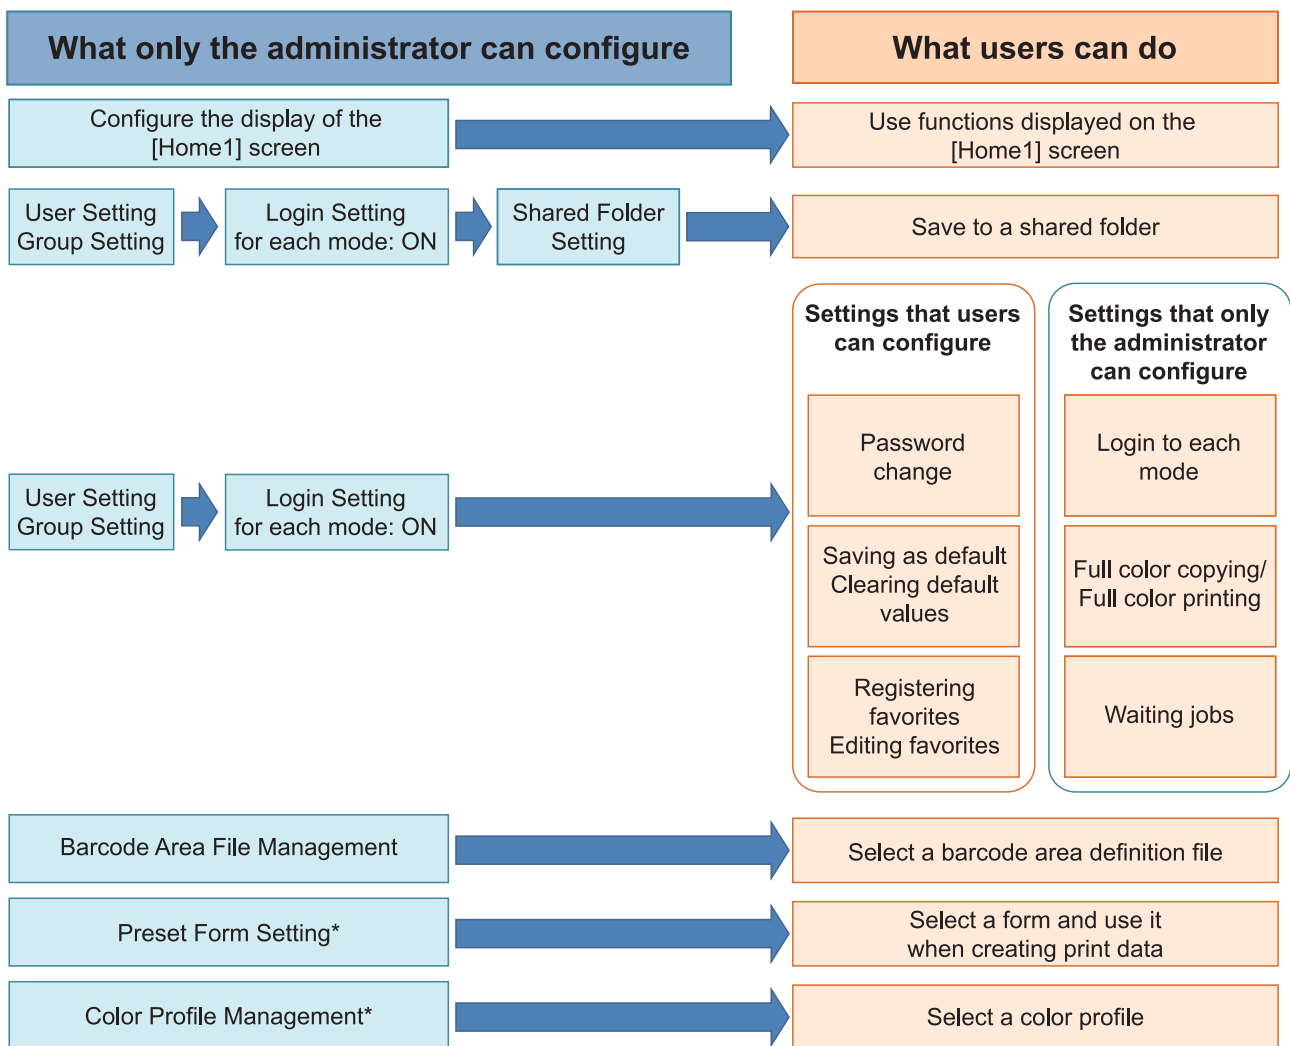 What only the administrator can configure
What users can do
Configure the display of the
[Home1] screen
Use functions displayed on the
[Home1] screen
User Setting
Group Setting
Login Setting
for each mode: ON
Shared Folder
Setting
Save to a shared folder
Settings that users
can configure
Settings that only
the administrator
can configure
User Setting
Group Setting
Login Setting
for each mode: ON
Password
change
Login to each
mode
Saving as default
Clearing default
values
Full color copying/
Full color printing
Registering
favorites
Editing favorites
Waiting jobs
Barcode Area File Management
Select a barcode area definition file
Preset Form Setting*
Select a form and use it
when creating print data
Color Profile Management*
Select a color profile